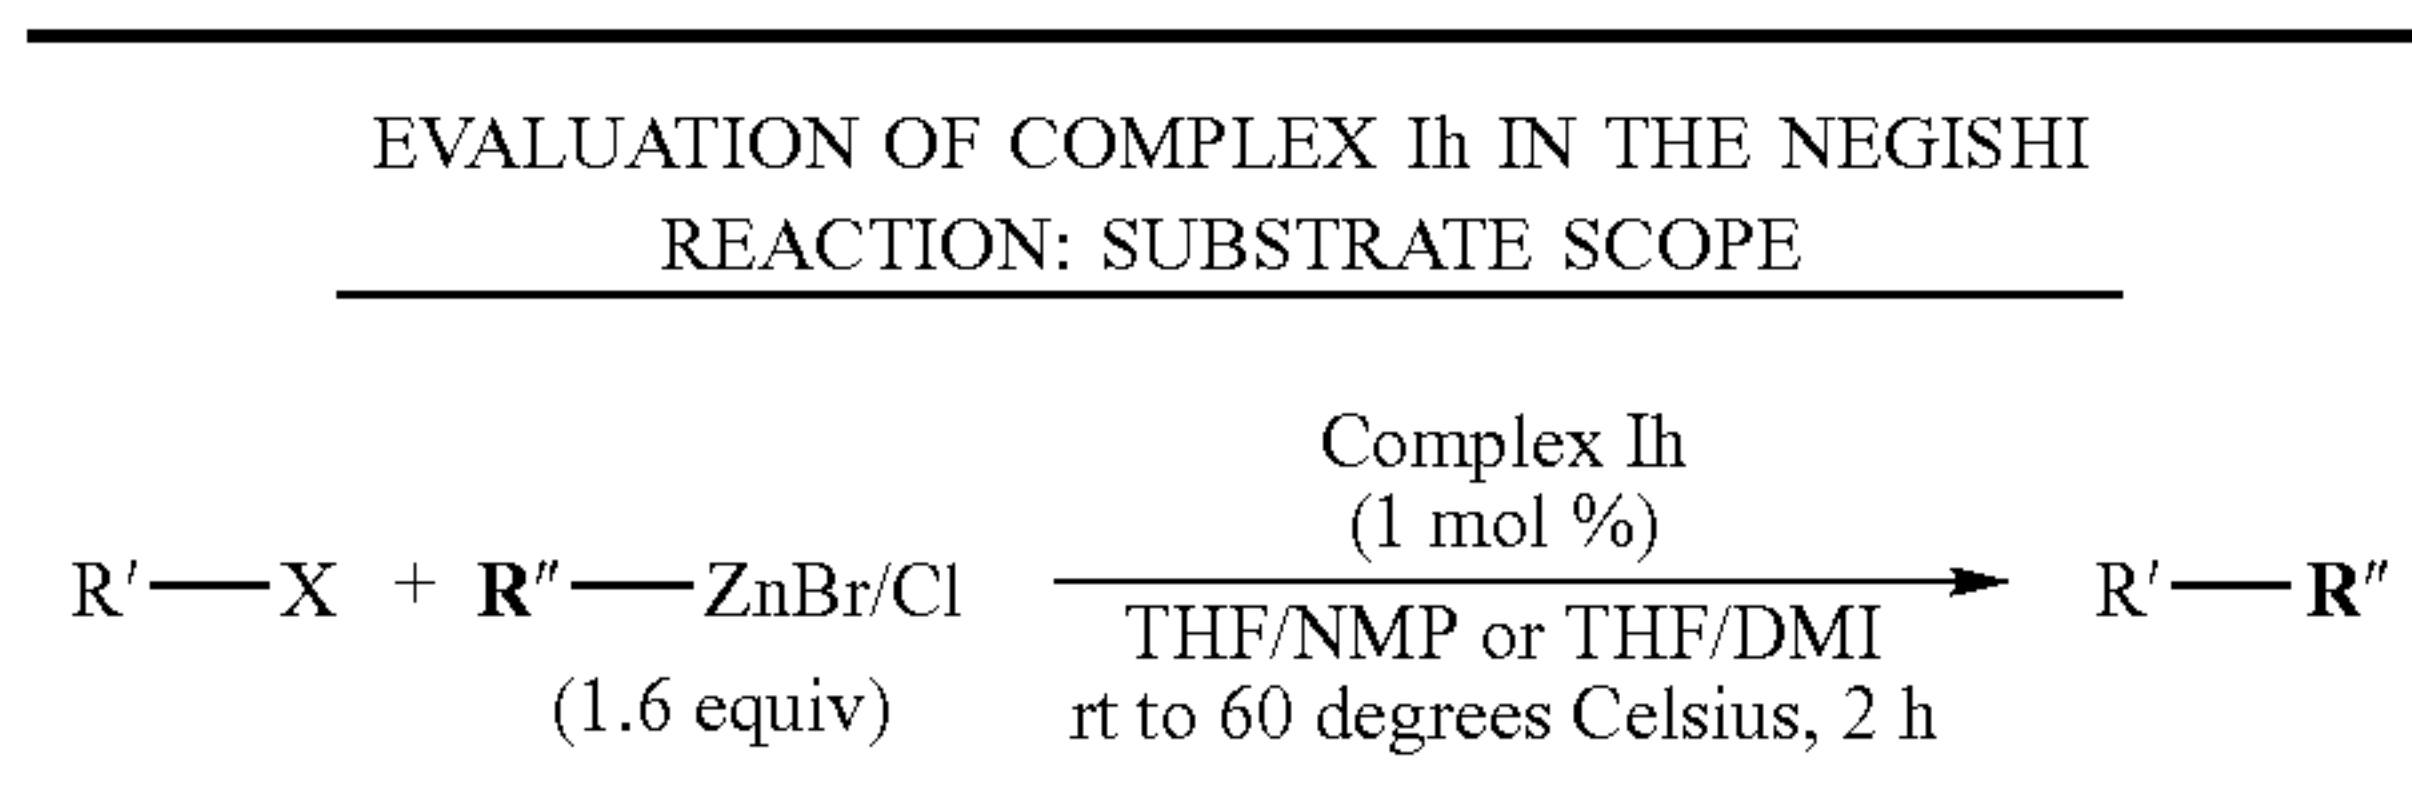 EVALUATION OF COMPLEX Ih IN THE NEGISHI
REACTION: SUBSTRATE SCOPE
Complex Ih
(1 mol %)
R′—X + R″—ZnBr/Cl R′—R″
THF/NMP or THF/DMI
(1.6 equiv) rt to 60 degrees Celsius, 2 h